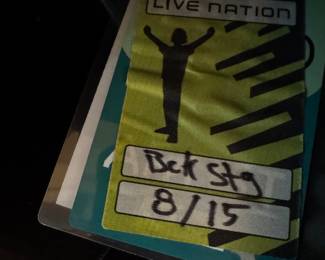 LIVE NATION
Bck Stg
8/15